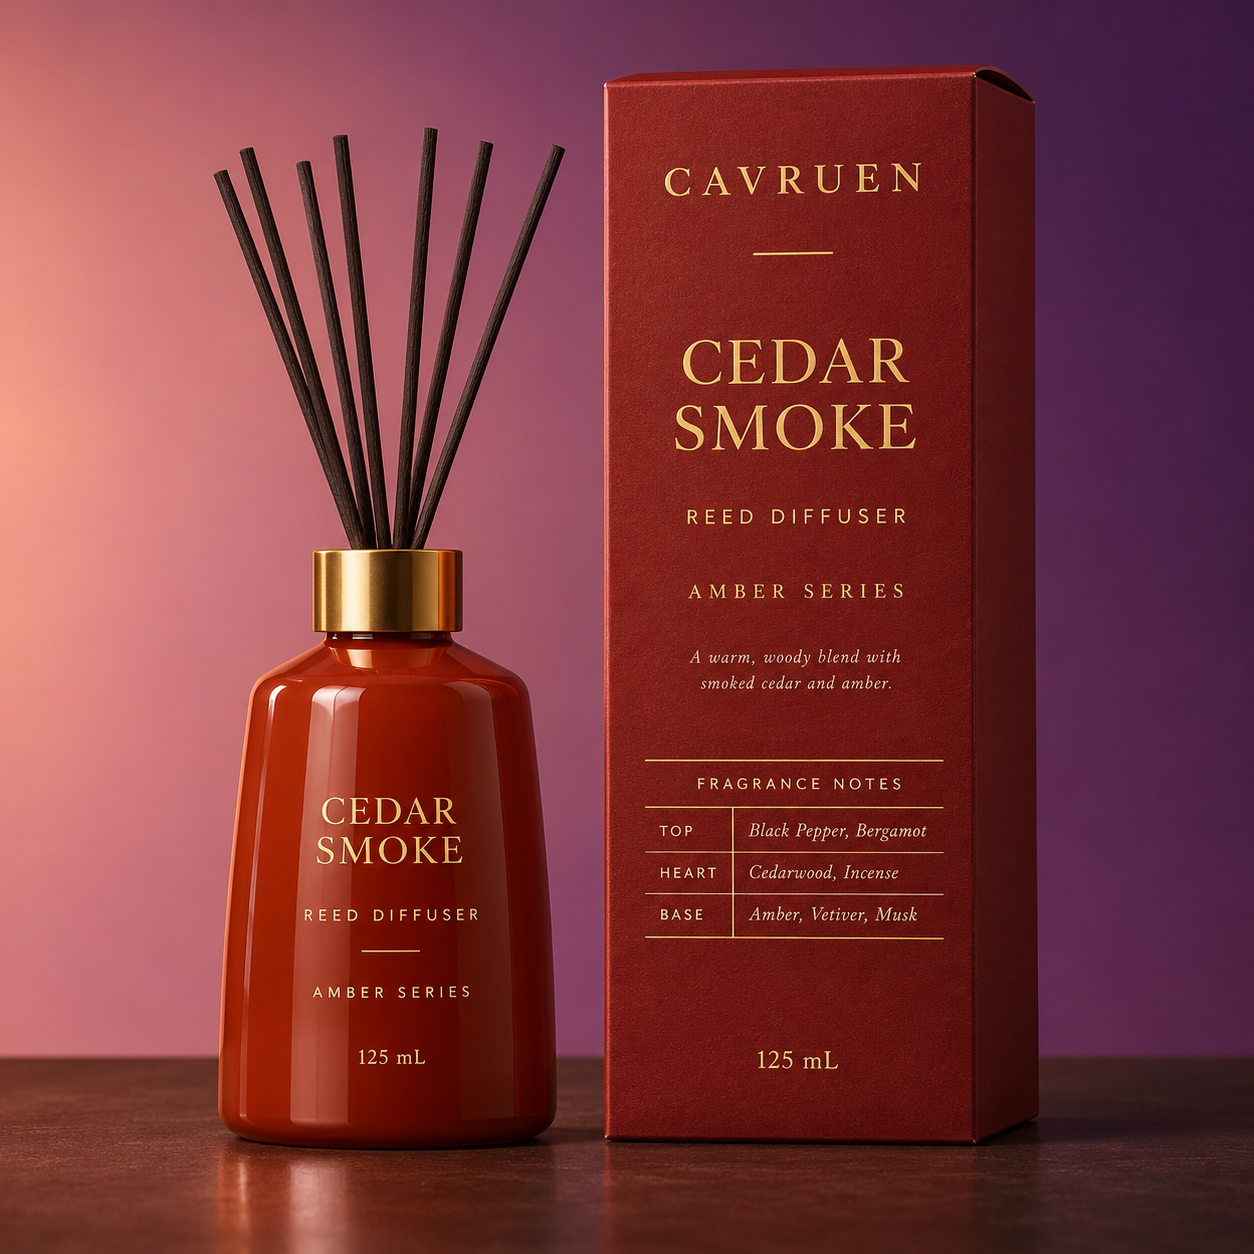 CEDAR
SMOKE
REED DIFFUSER
AMBER SERIES
125 mL
CAVRUEN
CEDAR
SMOKE
REED DIFFUSER
AMBER SERIES
A warm, woody blend with
smoked cedar and amber.
FRAGRANCE NOTES
TOP Black Pepper, Bergamot
HEART Cedarwood, Incense
BASE Amber, Vetiver, Musk
125 mL